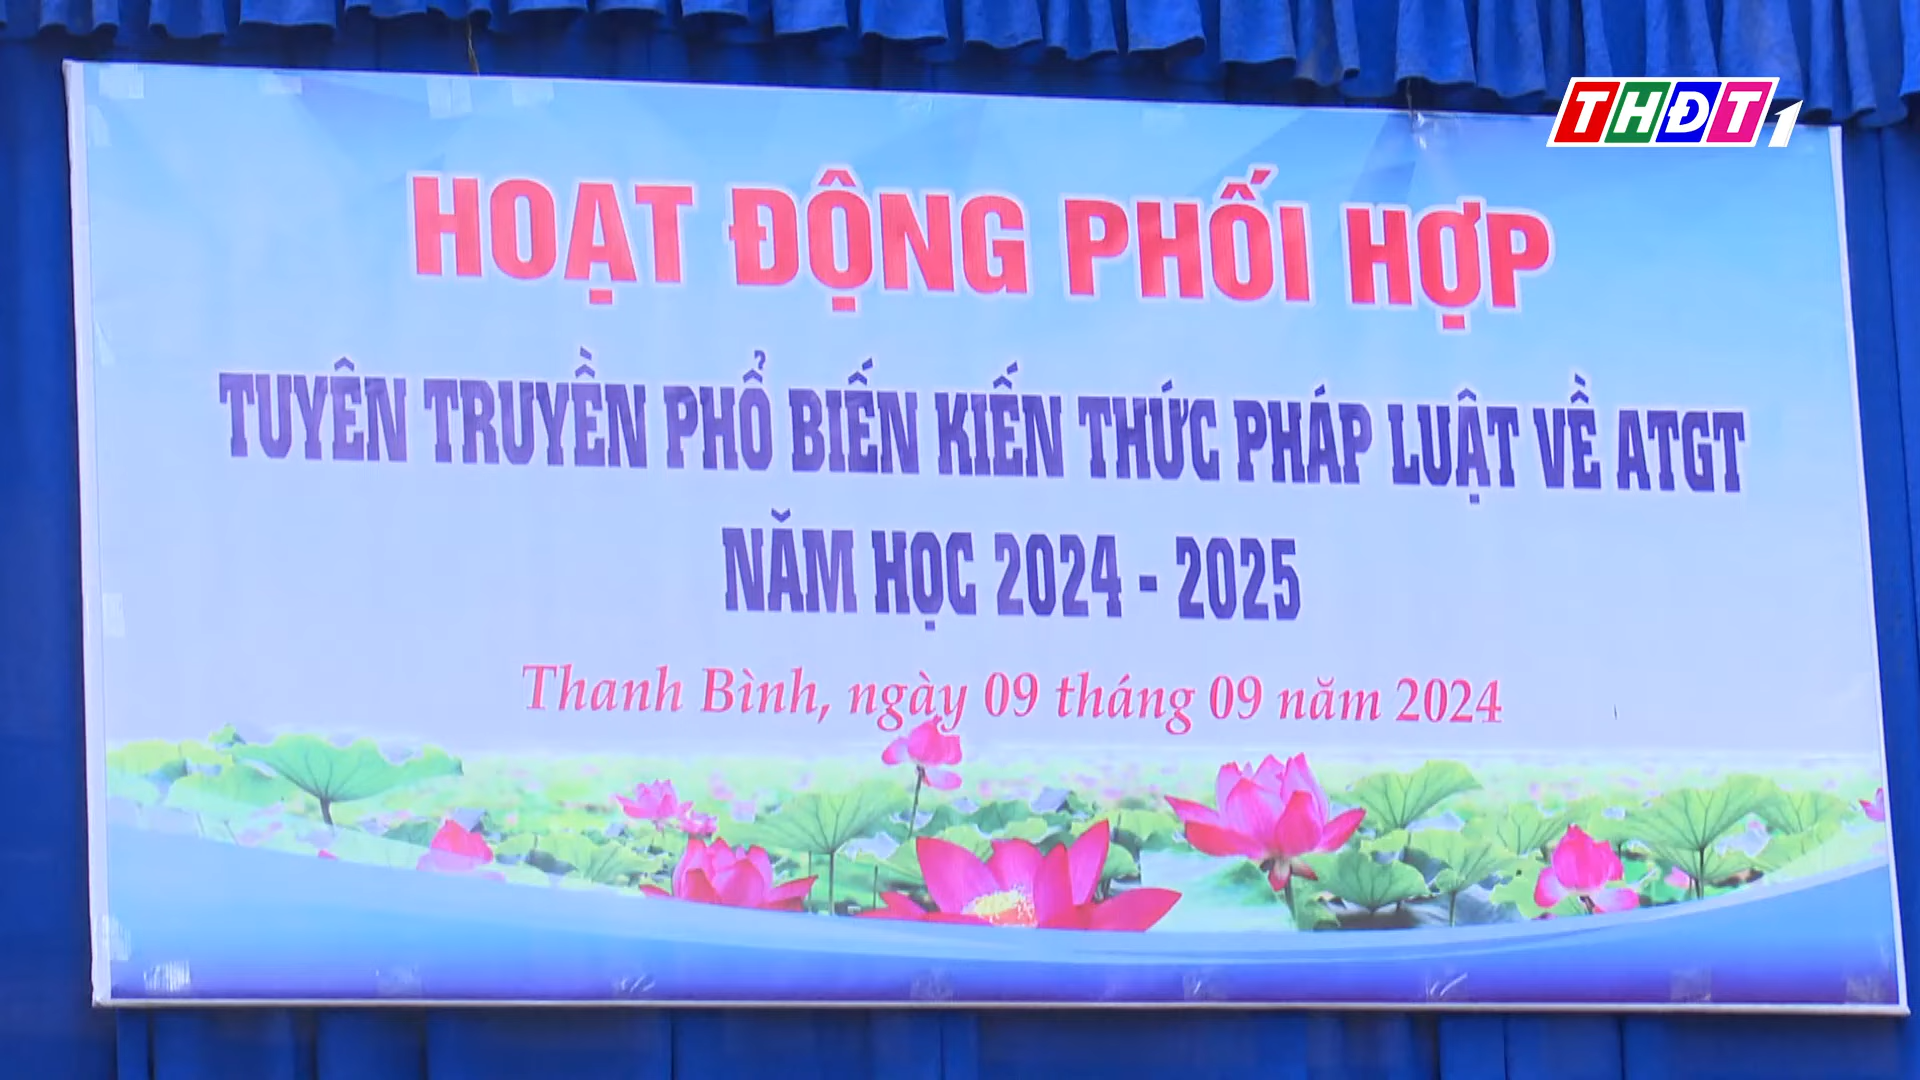 THĐT1
HOẠT ĐỘNG PHỐI HỢP
TUYÊN TRUYỀN PHỔ BIẾN KIẾN THỨC PHÁP LUẬT VỀ ATGT
NĂM HỌC 2024 - 2025
Thanh Bình, ngày 09 tháng 09 năm 2024